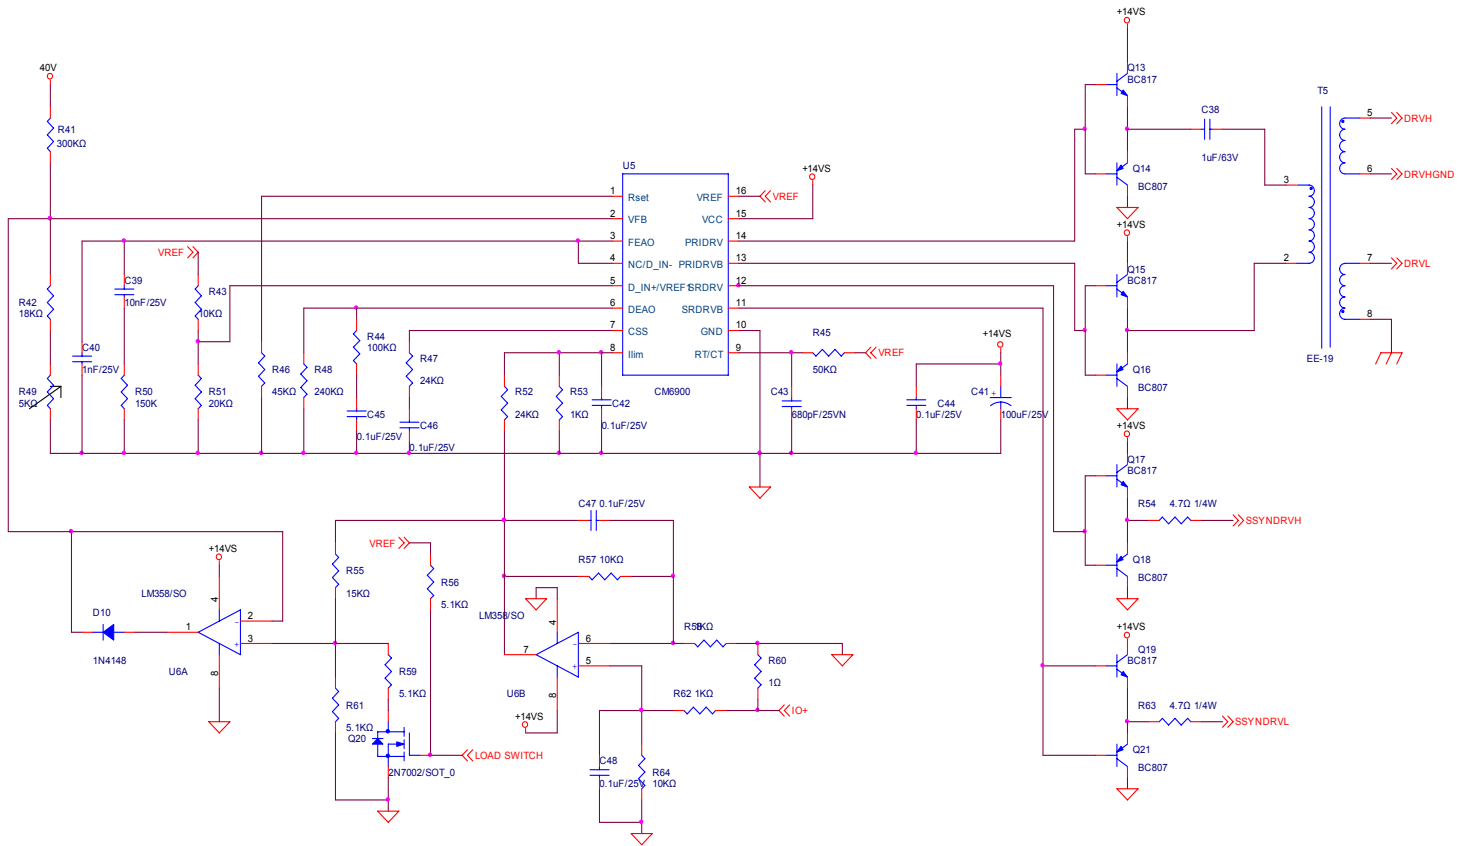 +14VS
40V
Q13
BC817
T5
R41
300KΩ
C38
1uF/63V
5
DRVH
Q14
BC807
6
DRVHGND
3
2
U5
+14VS
1
Rset
VREF
16
VREF
2
VFB
VCC
15
3
FEAO
PRIDRV
14
4
NC/D_IN-
PRIDRVB
13
5
D_IN+/VREF1
SRDRV
12
6
DEAO
SRDRVB
11
7
CSS
GND
10
8
Ilim
RT/CT
9
CM6900
VREF
+14VS
Q15
BC817
7
DRVL
8
EE-19
Q16
BC807
C39
10nF/25V
R42
18KΩ
R43
10KΩ
C40
1nF/25V
R44
100KΩ
R45
50KΩ
VREF
+14VS
R46
45KΩ
R47
24KΩ
R48
240KΩ
R49
5KΩ
R50
150K
R51
20KΩ
R52
24KΩ
R53
1KΩ
C42
0.1uF/25V
C43
680pF/25VN
C44
0.1uF/25V
C41
+
100uF/25V
C45
0.1uF/25V
C46
0.1uF/25V
+14VS
Q17
BC817
R54
4.7Ω 1/4W
SSYNDRVH
Q18
BC807
C47 0.1uF/25V
VREF
R57 10KΩ
R55
15KΩ
R56
5.1KΩ
+14VS
LM358/SO
4
D10
1N4148
1
2
-
3
+
8
U6A
LM358/SO
4
7
6
-
5
+
8
U6B
+14VS
R60
1Ω
R62 1KΩ
IO+
R59
5.1KΩ
R61
5.1KΩ
Q20
2N7002/SOT_0
LOAD SWITCH
C48
0.1uF/25V
R64
10KΩ
+14VS
Q19
BC817
R63
4.7Ω 1/4W
SSYNDRVL
Q21
BC807